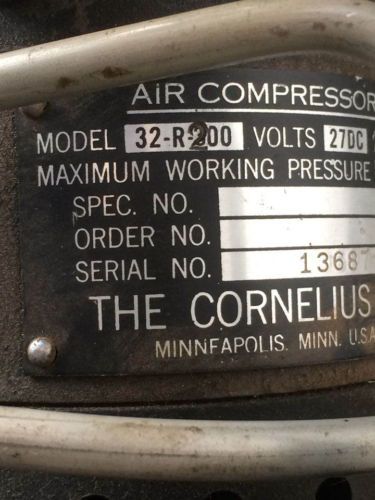 AIR COMPRESSOR
MODEL 32-R-200 VOLTS 27DC
MAXIMUM WORKING PRESSURE
SPEC. NO.
ORDER NO.
SERIAL NO. 1368
THE CORNELIUS
MINNEAPOLIS. MINN. U.S.A